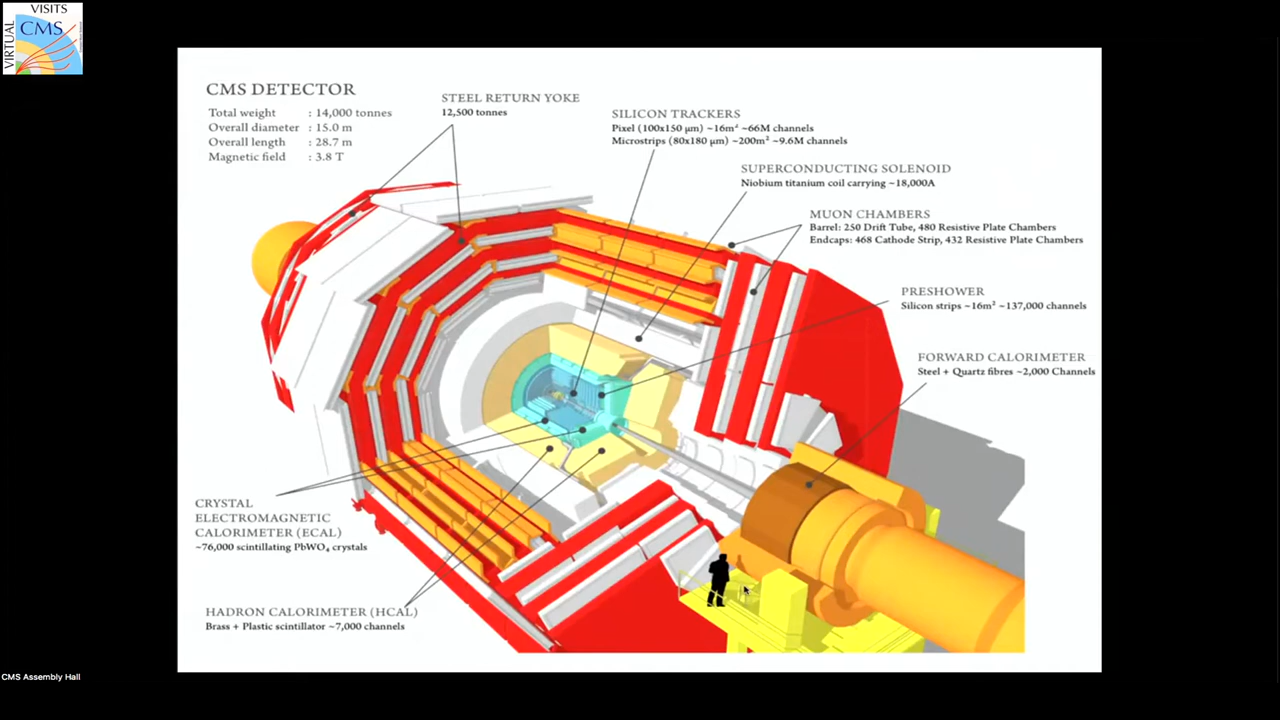 VISITS
VIRTUAL
CMS
CMS DETECTOR
Total weight : 14,000 tonnes
Overall diameter : 15.0 m
Overall length : 28.7 m
Magnetic field : 3.8 T
STEEL RETURN YOKE
12,500 tonnes
SILICON TRACKERS
Pixel (100x150 μm) ~16m² ~66M channels
Microstrips (80x180 μm) ~200m² ~9.6M channels
SUPERCONDUCTING SOLENOID
Niobium titanium coil carrying ~18,000A
MUON CHAMBERS
Barrel: 250 Drift Tube, 480 Resistive Plate Chambers
Endcaps: 468 Cathode Strip, 432 Resistive Plate Chambers
PRESHOWER
Silicon strips ~16m² ~137,000 channels
FORWARD CALORIMETER
Steel + Quartz fibres ~2,000 Channels
CRYSTAL
ELECTROMAGNETIC
CALORIMETER (ECAL)
~76,000 scintillating PbWO₄ crystals
HADRON CALORIMETER (HCAL)
Brass + Plastic scintillator ~7,000 channels
CMS Assembly Hall